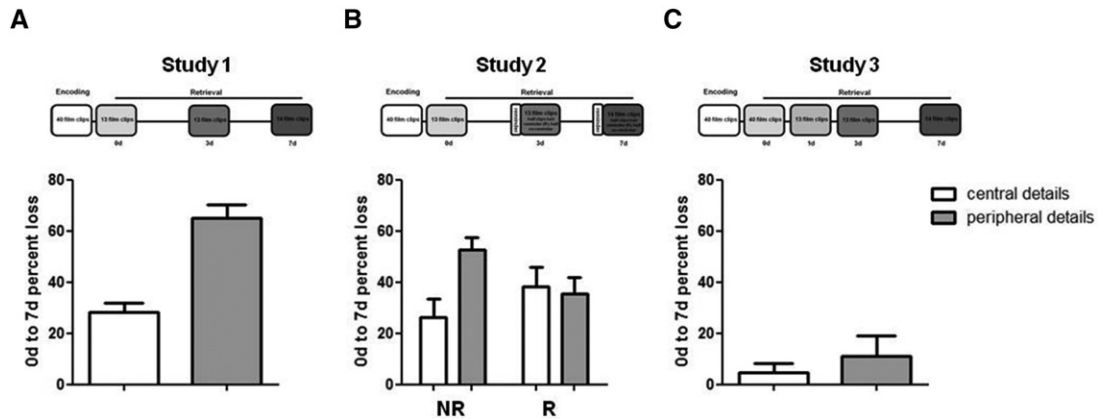 A
Study 1
Encoding
Retrieval
40 film clips
13 film clips
13 film clips
14 film clips
0d
3d
7d
0d to 7d percent loss
80
60
40
20
0
B
Study 2
Encoding
Retrieval
40 film clips
13 film clips
13 film clips
14 film clips
0d
3d
7d
0d to 7d percent loss
80
60
40
20
0
NR
R
C
Study 3
Encoding
Retrieval
40 film clips
40 film clips
13 film clips
13 film clips
14 film clips
0d
1d
3d
7d
0d to 7d percent loss
80
60
40
20
0
central details
peripheral details